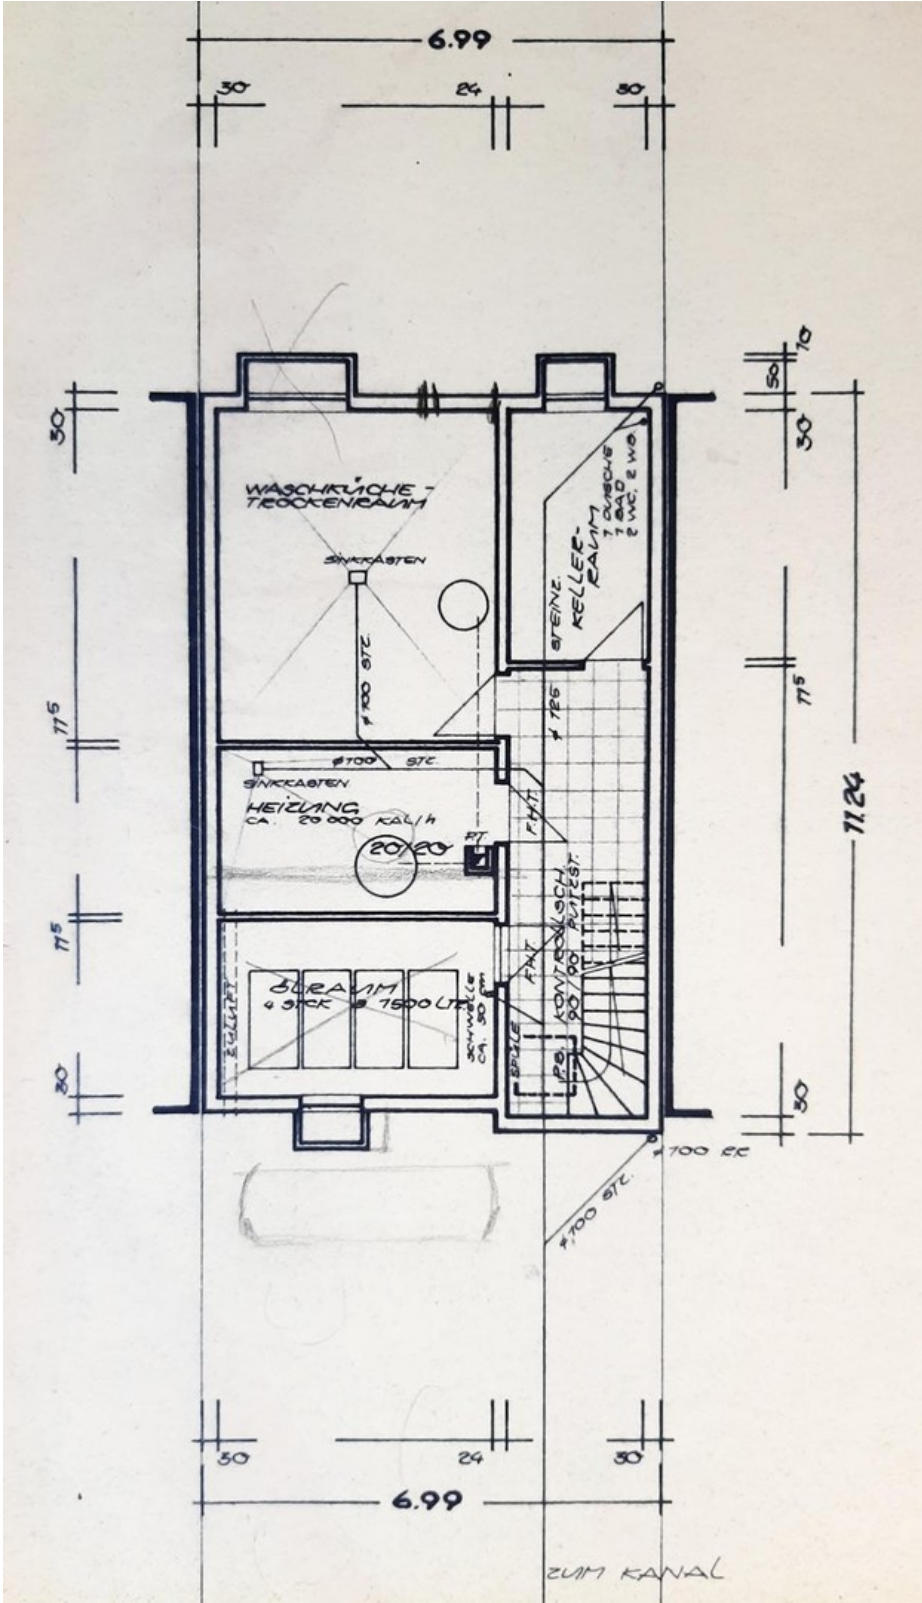 6.99
30
24
30
10
50
30
30
WASCHKÜCHE -
TROCKENRAUM
SINKKASTEN
ø 100 STZ.
KELLER-
RAUM
1 DUSCHE
1 BAD
2 WC, 2 WB.
STEINZ.
ø 125
11⁵
11⁵
11.24
ø 100 STZ.
SINKKASTEN
HEIZUNG
CA. 20 000 KAL/h
20/20
P.T.
F.H.T.
11⁵
ÖLRAUM
4 STCK à 1500 LTR.
SCHWELLE
CA. 30 cm
ZULUFT
F.H.T.
KONTROLLSCH.
90/90 PUTZST.
SPÜLE
P.B.
30
30
ø 100 RR
ø 100 STZ.
30
24
30
6.99
ZUM KANAL